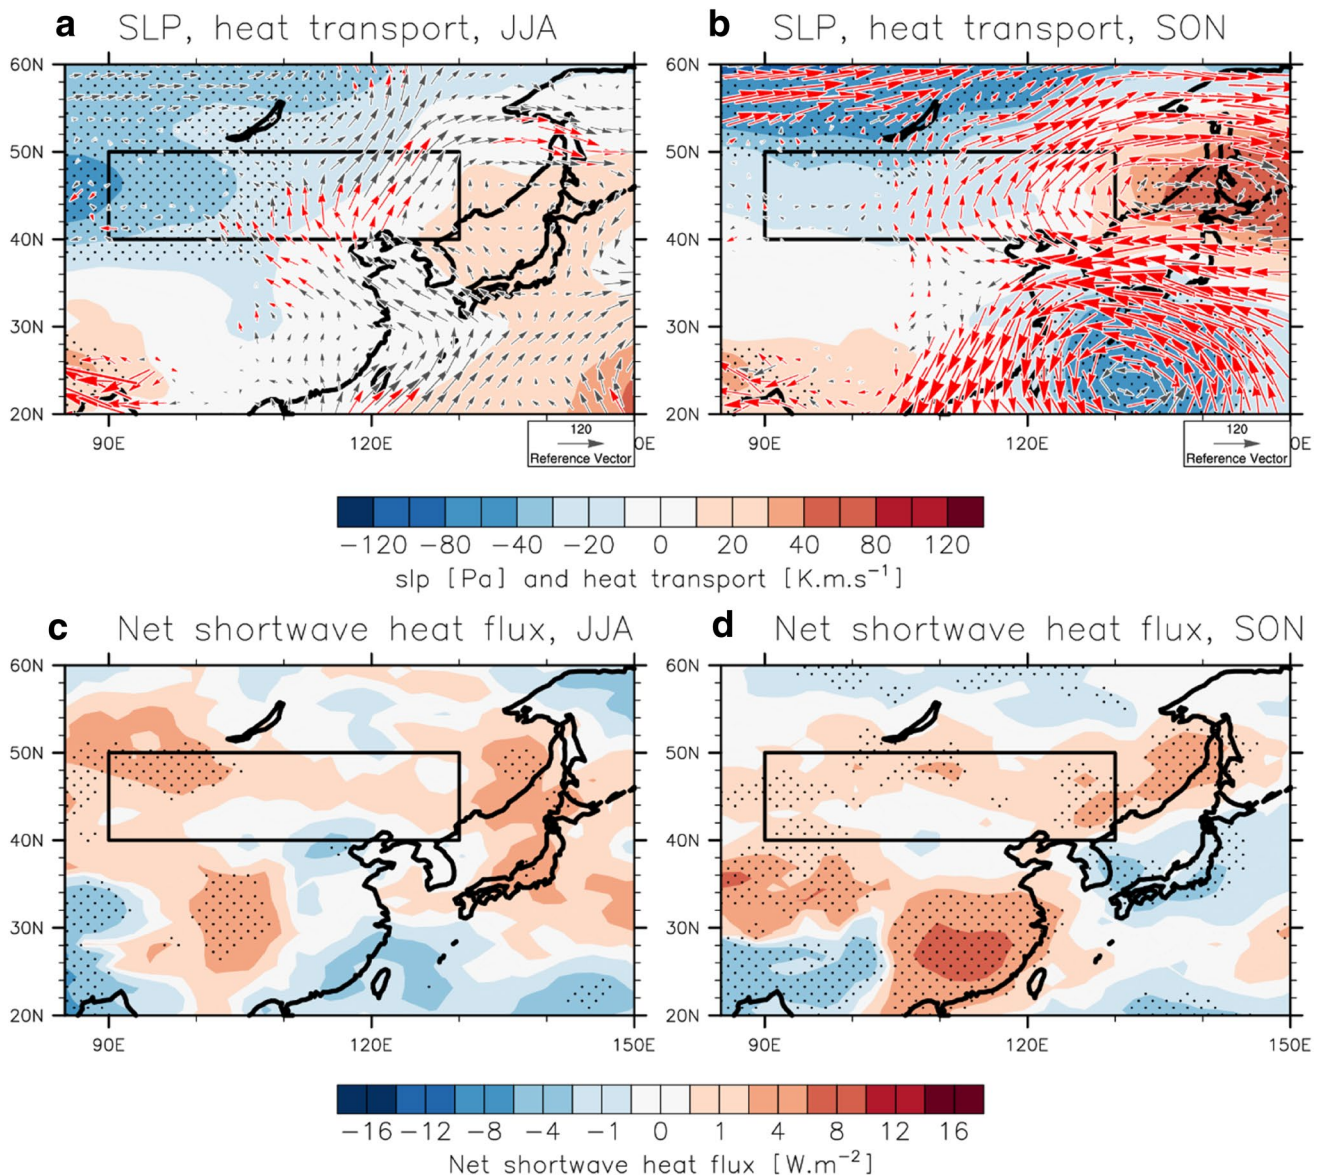 a SLP, heat transport, JJA
b SLP, heat transport, SON
60N
50N
40N
30N
20N
90E
120E
0E
120
Reference Vector
60N
50N
40N
30N
20N
90E
120E
0E
120
Reference Vector
−120 −80 −40 −20 0 20 40 80 120
slp [Pa] and heat transport [K.m.s⁻¹]
c Net shortwave heat flux, JJA
d Net shortwave heat flux, SON
60N
50N
40N
30N
20N
90E
120E
150E
60N
50N
40N
30N
20N
90E
120E
150E
−16 −12 −8 −4 −1 0 1 4 8 12 16
Net shortwave heat flux [W.m⁻²]